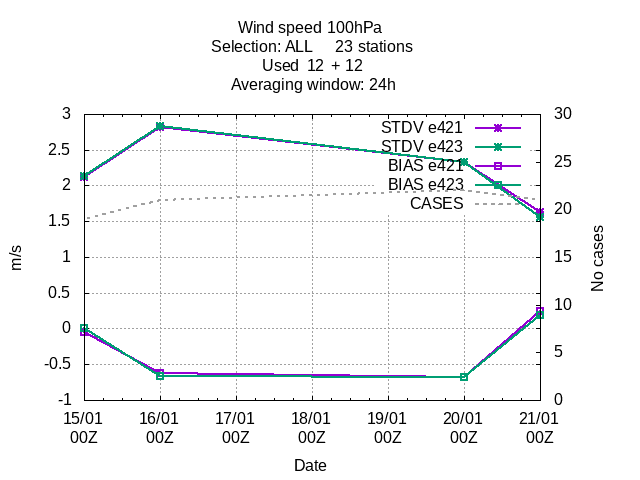 Wind speed 100hPa
Selection: ALL 23 stations
Used 12 + 12
Averaging window: 24h
STDV e421
STDV e423
BIAS e421
BIAS e423
CASES
3
2.5
2
1.5
1
0.5
0
-0.5
-1
30
25
20
15
10
5
0
m/s
No cases
15/01 16/01 17/01 18/01 19/01 20/01 21/01
00Z 00Z 00Z 00Z 00Z 00Z 00Z
Date